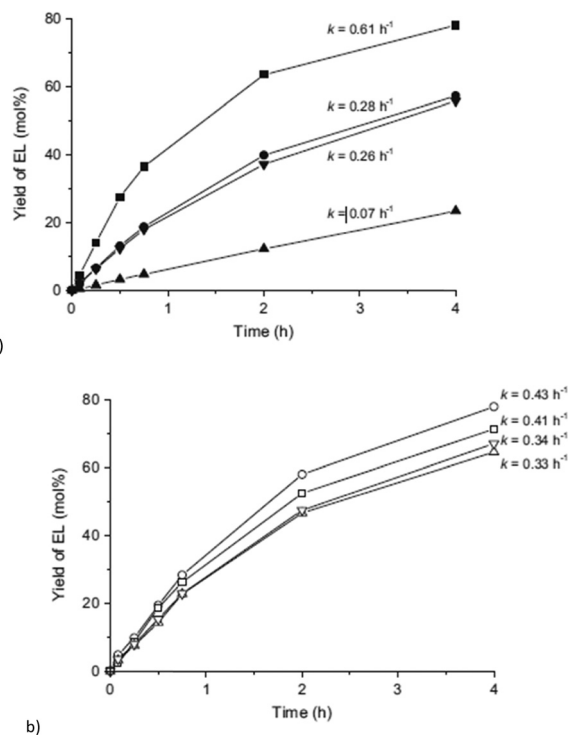 80
60
40
20
0
Yield of EL (mol%)
k = 0.61 h⁻¹
k = 0.28 h⁻¹
k = 0.26 h⁻¹
k = 0.07 h⁻¹
0 1 2 3 4
Time (h)
)
80
60
40
20
0
Yield of EL (mol%)
k = 0.43 h⁻¹
k = 0.41 h⁻¹
k = 0.34 h⁻¹
k = 0.33 h⁻¹
0 1 2 3 4
Time (h)
b)